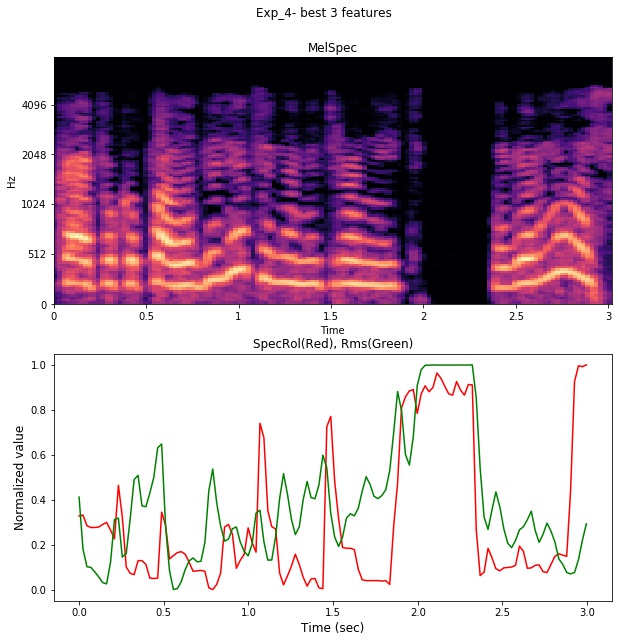 Exp_4- best 3 features
MelSpec
4096
2048
1024
512
0
Hz
0 0.5 1 1.5 2 2.5 3
Time
SpecRol(Red), Rms(Green)
1.0
0.8
0.6
0.4
0.2
0.0
Normalized value
0.0 0.5 1.0 1.5 2.0 2.5 3.0
Time (sec)